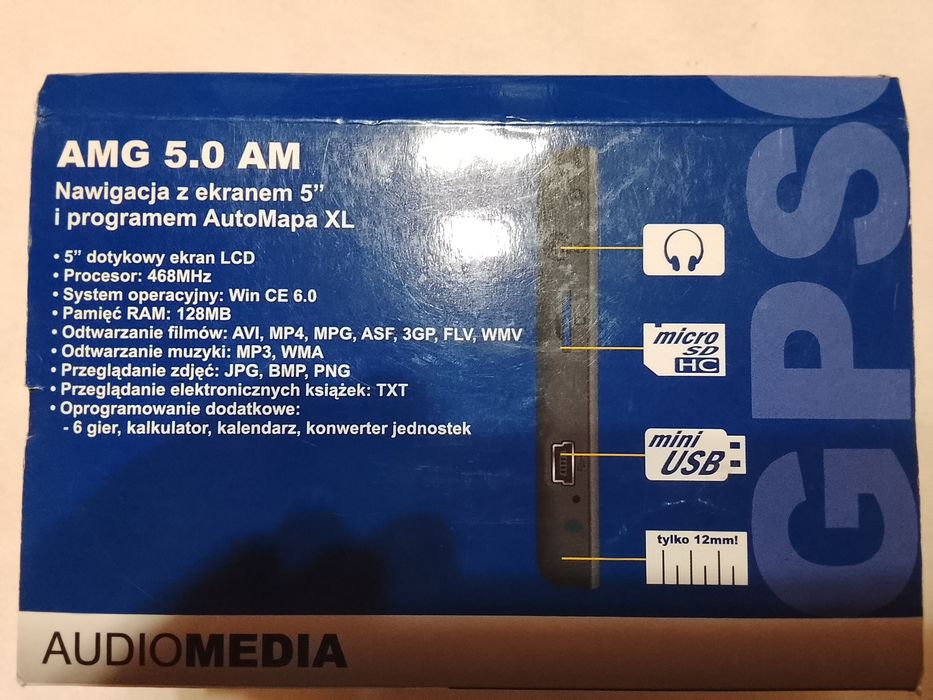 AMG 5.0 AM
Nawigacja z ekranem 5”
i programem AutoMapa XL
• 5” dotykowy ekran LCD
• Procesor: 468MHz
• System operacyjny: Win CE 6.0
• Pamięć RAM: 128MB
• Odtwarzanie filmów: AVI, MP4, MPG, ASF, 3GP, FLV, WMV
• Odtwarzanie muzyki: MP3, WMA
• Przeglądanie zdjęć: JPG, BMP, PNG
• Przeglądanie elektronicznych książek: TXT
• Oprogramowanie dodatkowe:
- 6 gier, kalkulator, kalendarz, konwerter jednostek
micro
SD
HC
mini
USB
tylko 12mm!
GPS
AUDIOMEDIA